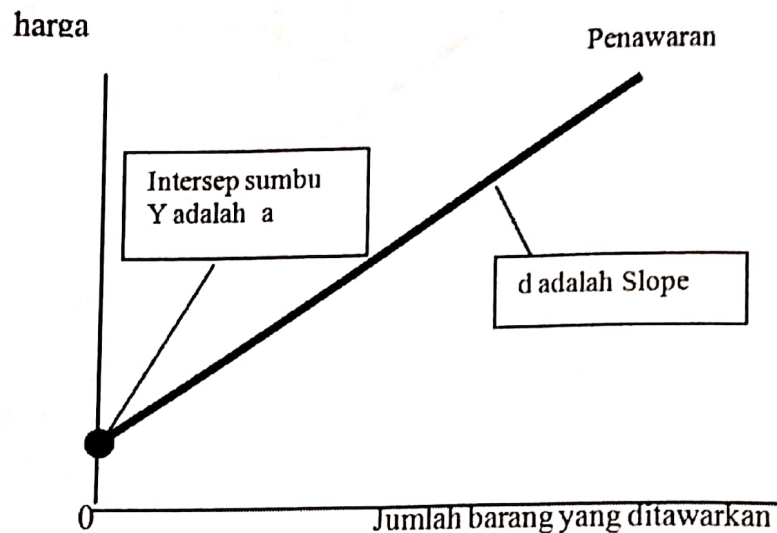 harga
Penawaran
Intersep sumbu
Y adalah a
d adalah Slope
0
Jumlah barang yang ditawarkan